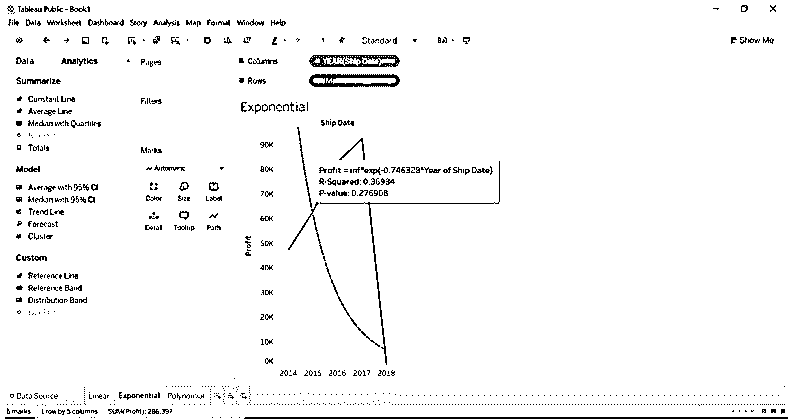 Tableau Public - Book1
File Data Worksheet Dashboard Story Analysis Map Format Window Help
Standard
Show Me
Data Analytics
Pages
Columns YEAR(Ship Date)
Rows
Summarize
Constant Line
Average Line
Median with Quartiles
Totals
Filters
Marks
Automatic
Color Size Label
Detail Tooltip Path
Model
Average with 95% CI
Median with 95% CI
Trend Line
Forecast
Cluster
Custom
Reference Line
Reference Band
Distribution Band
Exponential
Ship Date
90K
80K
70K
60K
50K
40K
30K
20K
10K
0K
Profit
Profit = inf*exp(-0.746328*Year of Ship Date)
R-Squared: 0.36934
P-value: 0.276908
2014 2015 2016 2017 2018
Data Source Linear Exponential Polynomial
5 marks 1 row by 5 columns SUM(Profit): 286,397